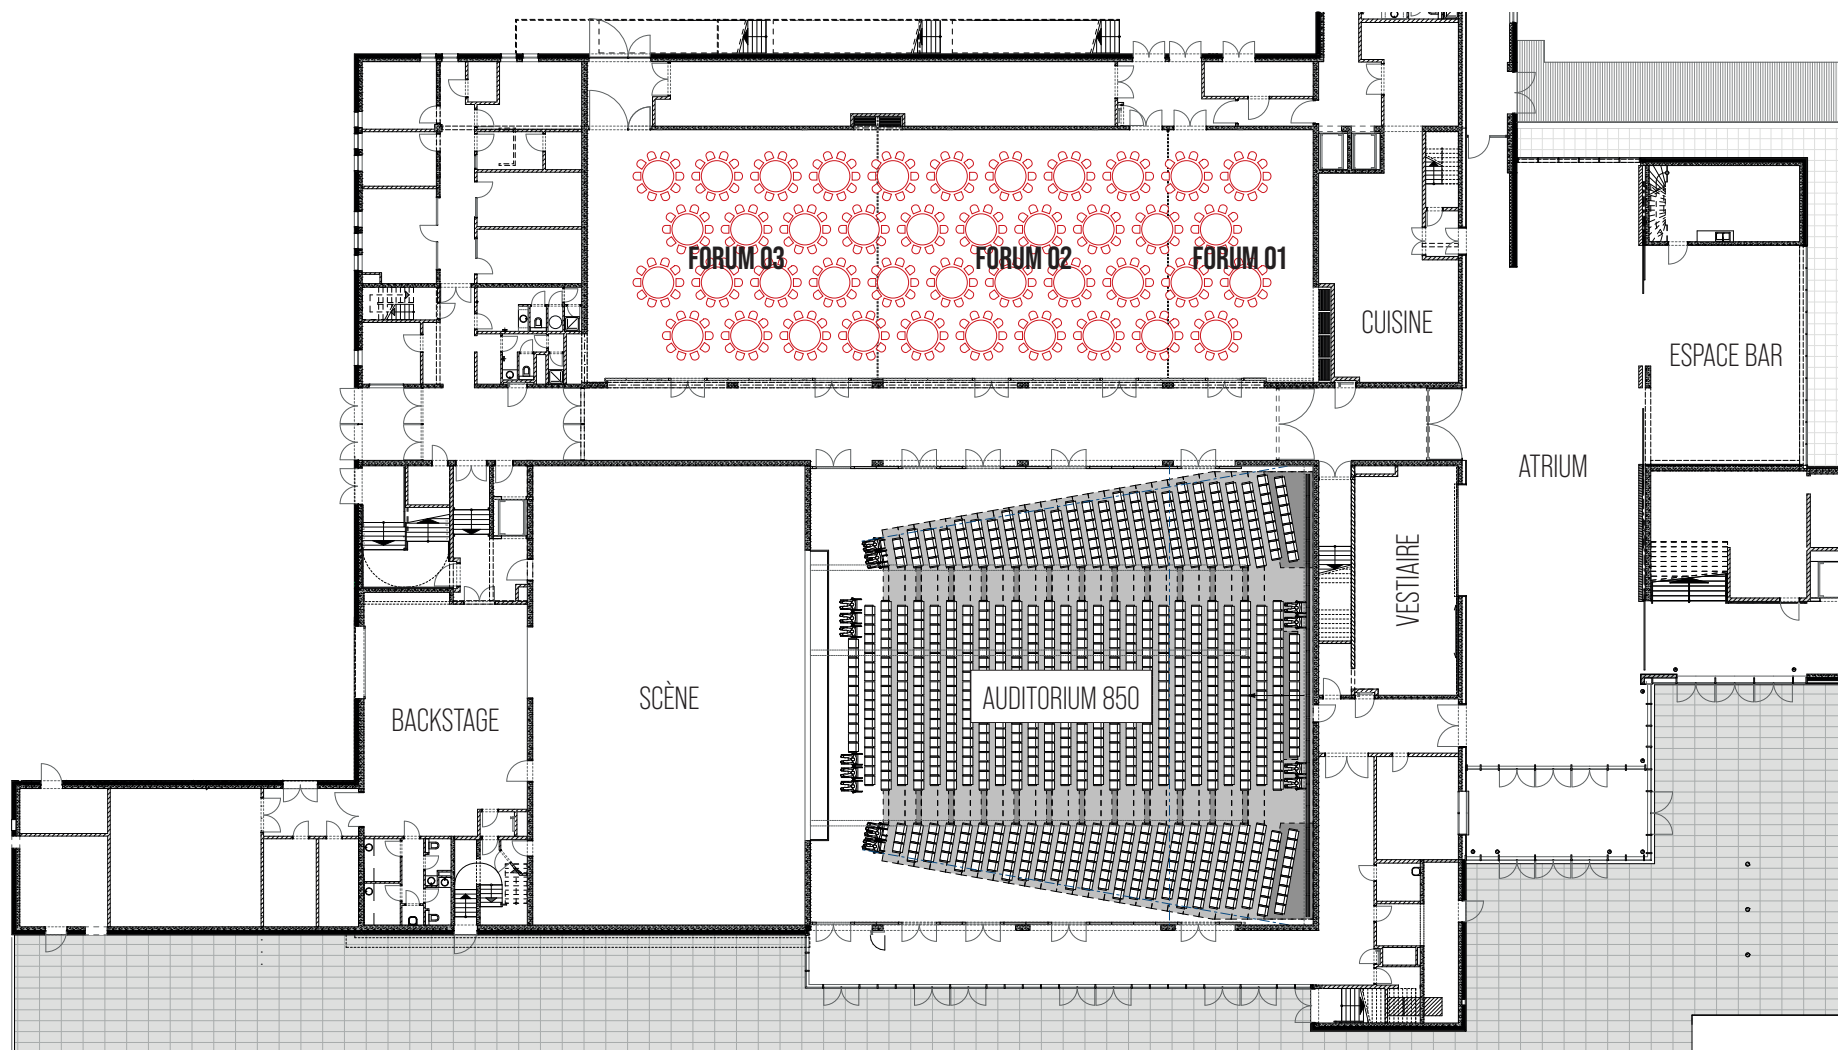 FORUM 03
FORUM 02
FORUM 01
CUISINE
ESPACE BAR
ATRIUM
VESTIAIRE
SCÈNE
AUDITORIUM 850
BACKSTAGE